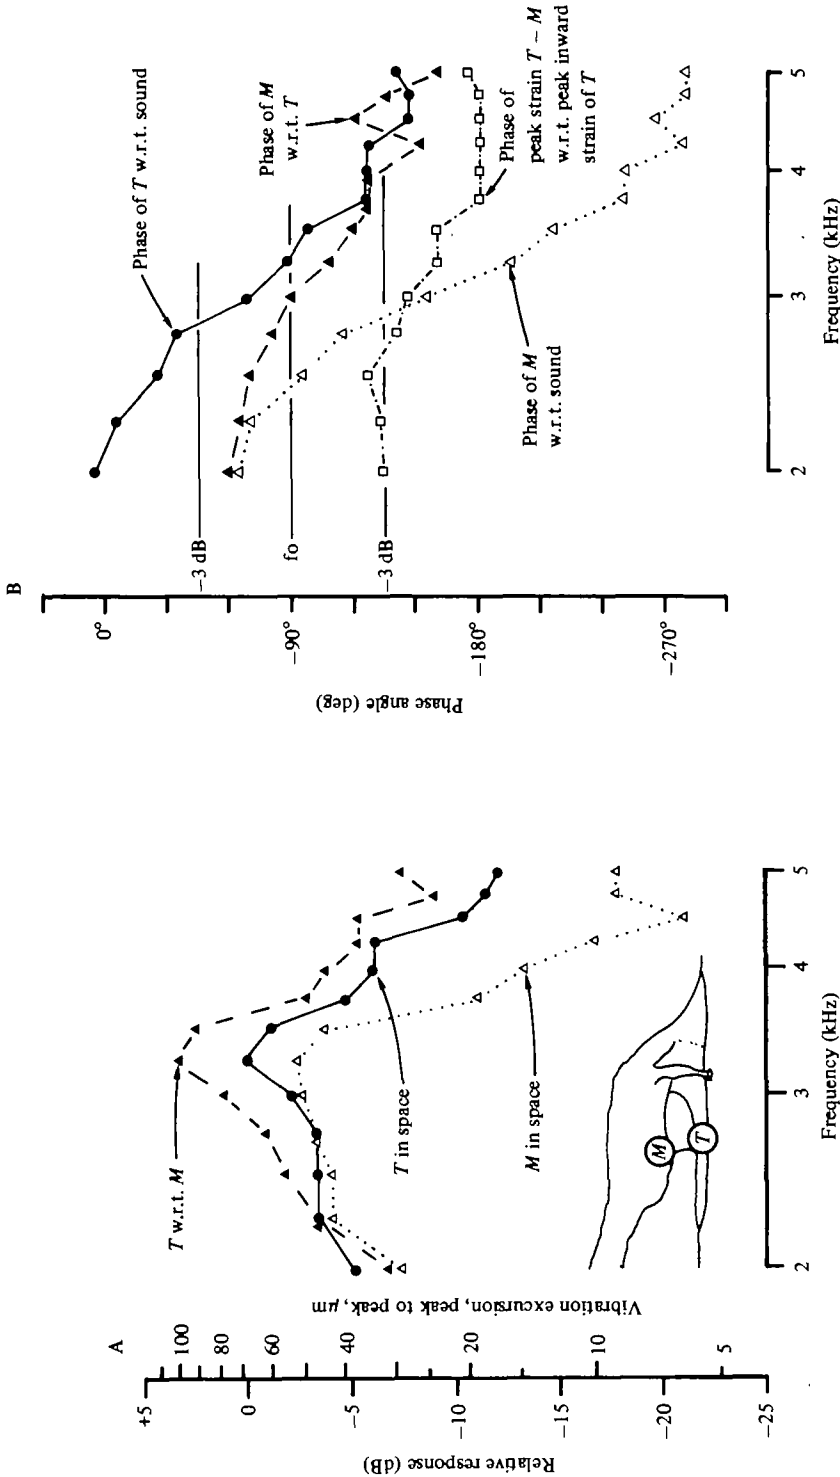 A
Relative response (dB)
+5
0
−5
−10
−15
−20
−25
Vibration excursion, peak to peak, μm
100
80
60
40
20
10
5
T w.r.t. M
T in space
M in space
M
T
2
3
4
5
Frequency (kHz)
B
Phase angle (deg)
0°
−90°
−180°
−270°
−3 dB
fo
−3 dB
Phase of T w.r.t. sound
Phase of M
w.r.t. T
Phase of
peak strain T − M
w.r.t. peak inward
strain of T
Phase of M
w.r.t. sound
2
3
4
5
Frequency (kHz)